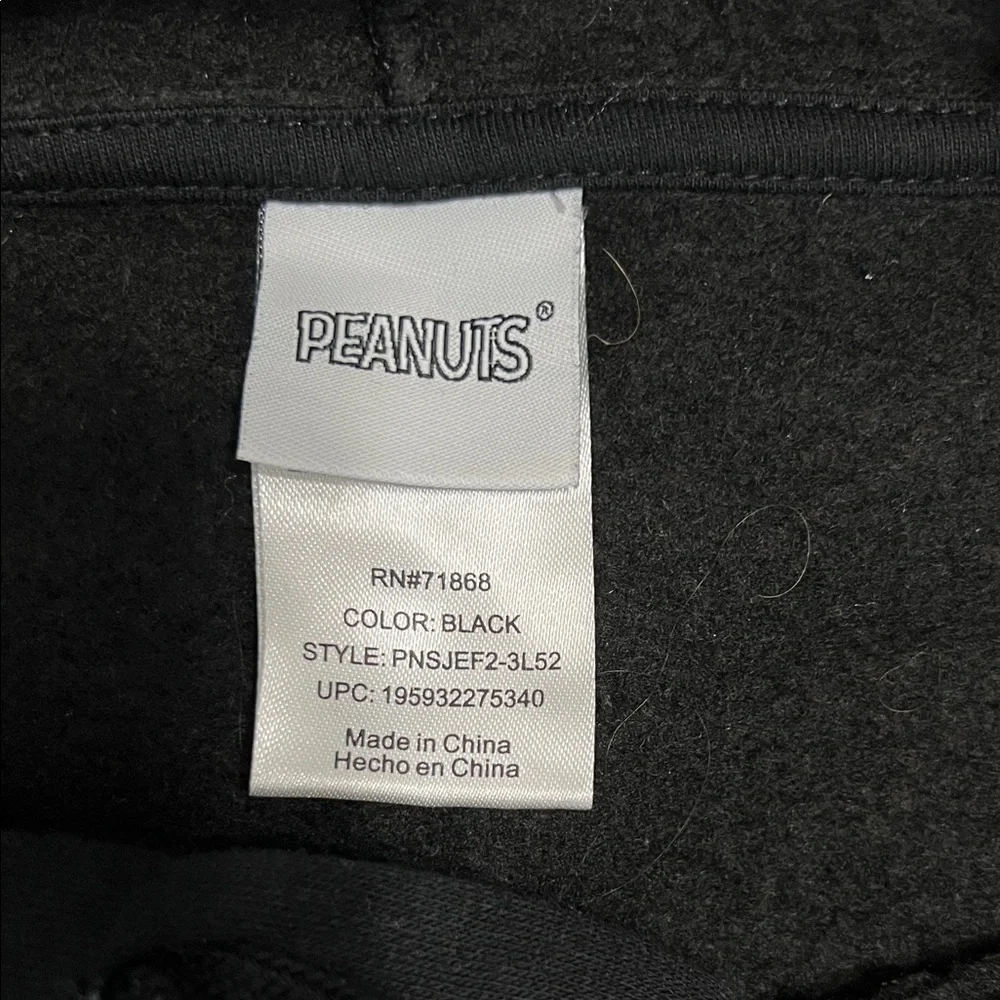 PEANUTS®
RN#71868
COLOR: BLACK
STYLE: PNSJEF2-3L52
UPC: 195932275340
Made in China
Hecho en China